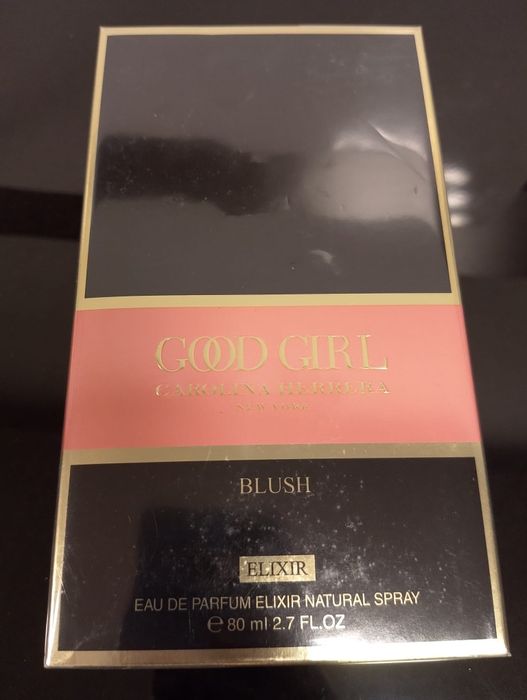 GOOD GIRL
CAROLINA HERRERA
NEW YORK
BLUSH
ELIXIR
EAU DE PARFUM ELIXIR NATURAL SPRAY
℮ 80 ml 2.7 FL.OZ